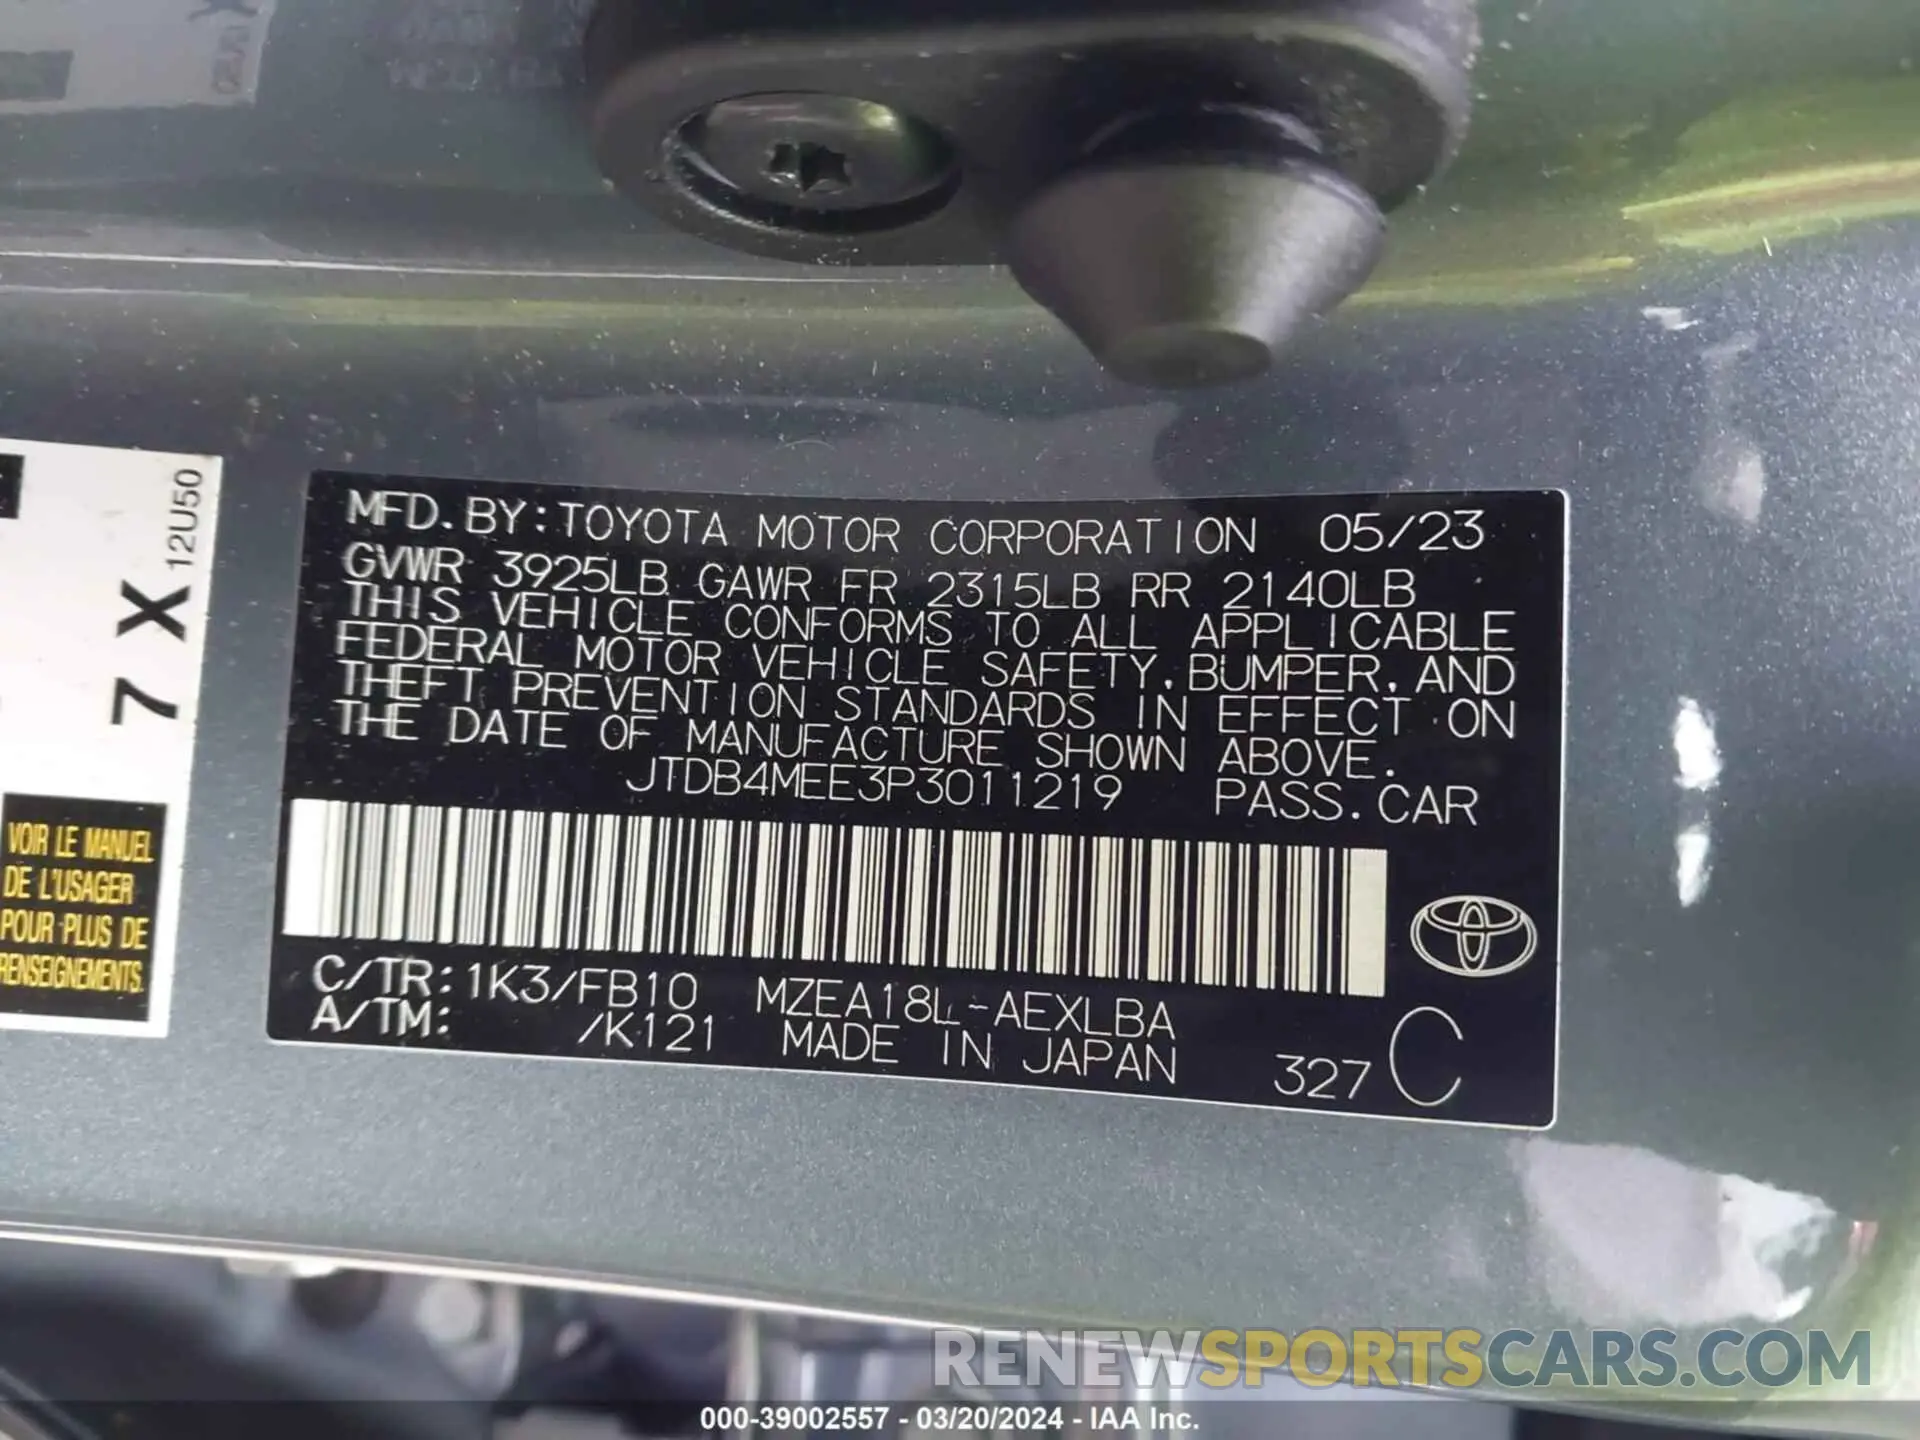 12U50
7 X
VOIR LE MANUEL
DE L'USAGER
POUR PLUS DE
RENSEIGNEMENTS.
MFD. BY: TOYOTA MOTOR CORPORATION 05/23
GVWR 3925LB GAWR FR 2315LB RR 2140LB
THIS VEHICLE CONFORMS TO ALL APPLICABLE
FEDERAL MOTOR VEHICLE SAFETY, BUMPER, AND
THEFT PREVENTION STANDARDS IN EFFECT ON
THE DATE OF MANUFACTURE SHOWN ABOVE.
JTDB4MEE3P3011219 PASS. CAR
C/TR: 1K3/FB10 MZEA18L-AEXLBA
A/TM: /K121 MADE IN JAPAN 327 C
RENEWSPORTSCARS.COM
000-39002557 - 03/20/2024 - IAA Inc.